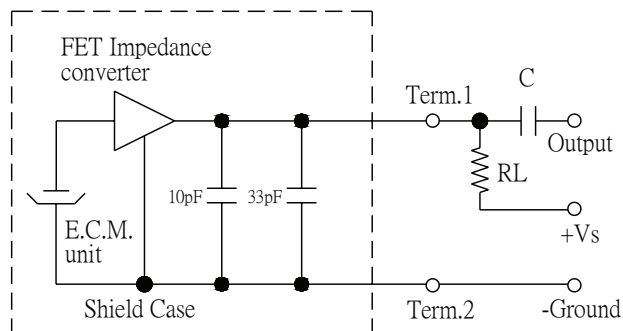 FET Impedance
converter
Term.1
C
Output
RL
10pF
33pF
+Vs
E.C.M.
unit
Shield Case
Term.2
-Ground